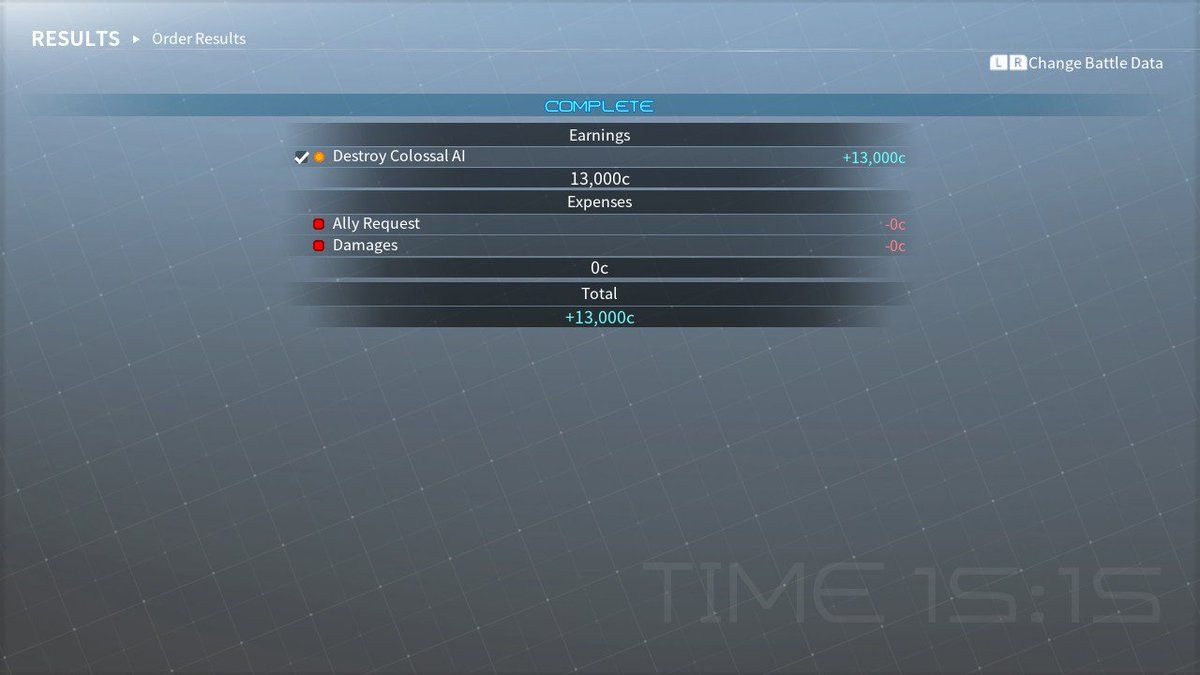 RESULTS ▸ Order Results
L R Change Battle Data
COMPLETE
Earnings
Destroy Colossal AI +13,000c
13,000c
Expenses
Ally Request -0c
Damages -0c
0c
Total
+13,000c
TIME 15:15